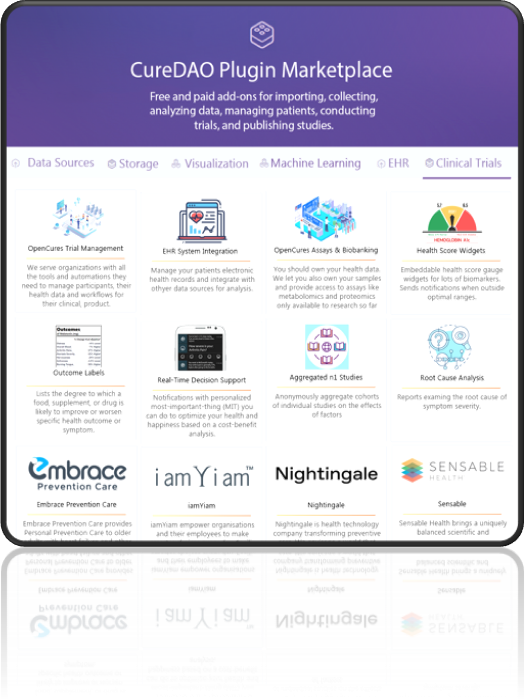 CureDAO Plugin Marketplace
Free and paid add-ons for importing, collecting,
analyzing data, managing patients, conducting
trials, and publishing studies.
Data Sources Storage Visualization Machine Learning EHR Clinical Trials
OpenCures Trial Management
We serve organizations with all
the tools and automations they
need to manage participants, their
health data and workflows for
their clinical, product.
EHR System Integration
Manage your patients electronic
health records and integrate with
otyher data sources for analysis.
OpenCures Assays & Biobanking
You should own your health data.
We let you also own your samples
and provide access to assays like
metabolomics and proteomics
only available to research so far
5.7 6.5
HEMOGLOBIN A1c
Health Score Widgets
Embeddable health score gauge
widgets for lots of biomarkers.
Sends notifications when outside
optimal ranges.
Outcomes
Outcome Labels
Lists the degree to which a
food, supplement, or drug is
likely to improve or worsen
specific health outcome or
symptom.
Real-Time Decision Support
Notifications with personalized
most-important-thing (MIT) you
can do to optimize your health and
happiness based on a cost-benefit
analysis.
Aggregated n1 Studies
Anonymously aggregate cohorts
of individual studies on the effects
of factors
Root Cause Analysis
Reports examing the root cause of
symptom severity.
Embrace
Prevention Care
Embrace Prevention Care
Embrace Prevention Care provides
Personal Prevention Care to older
iamYiam™
iamYiam
iamYiam empower organisations
and their employees to make
Nightingale
Nightingale
Nightingale is health technology
company transforming preventive
SENSABLE
HEALTH
Sensable
Sensable Health brings a uniquely
balanced scientific and